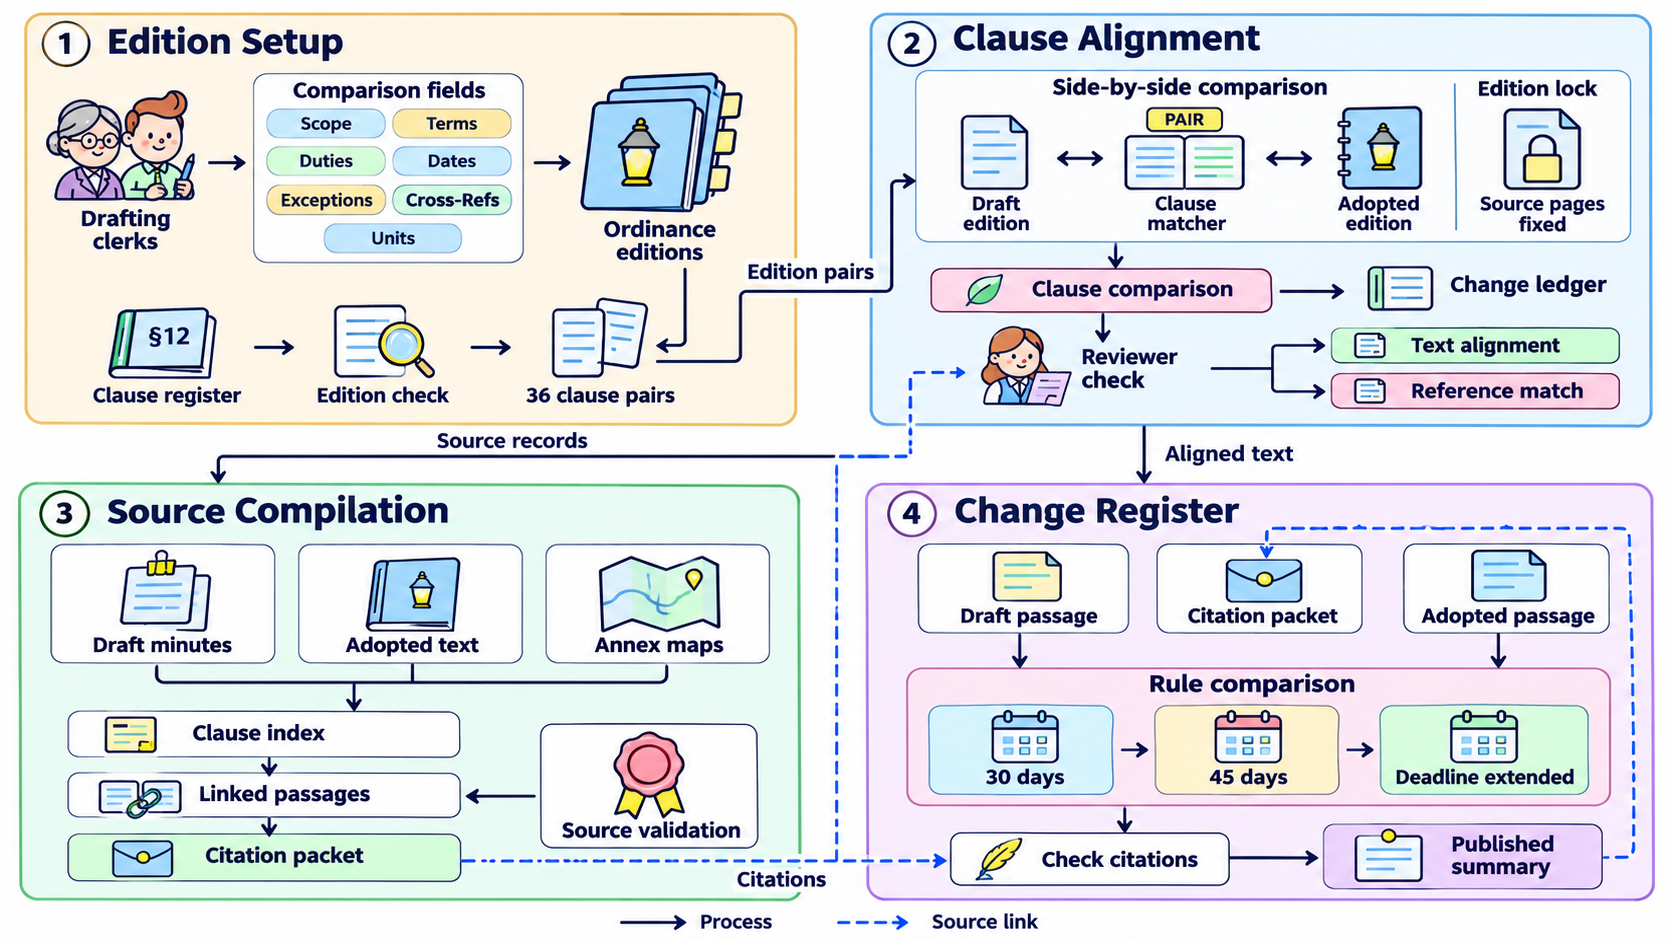 1 Edition Setup
Comparison fields
Scope
Terms
Duties
Dates
Exceptions
Cross-Refs
Units
Drafting
clerks
Ordinance
editions
§12
Clause register
Edition check
36 clause pairs
Edition pairs
2 Clause Alignment
Side-by-side comparison
PAIR
Draft
edition
Clause
matcher
Adopted
edition
Edition lock
Source pages
fixed
Clause comparison
Change ledger
Reviewer
check
Text alignment
Reference match
Source records
Aligned text
3 Source Compilation
Draft minutes
Adopted text
Annex maps
Clause index
Linked passages
Citation packet
Source validation
Citations
4 Change Register
Draft passage
Citation packet
Adopted passage
Rule comparison
30 days
45 days
Deadline extended
Check citations
Published
summary
Process
Source link